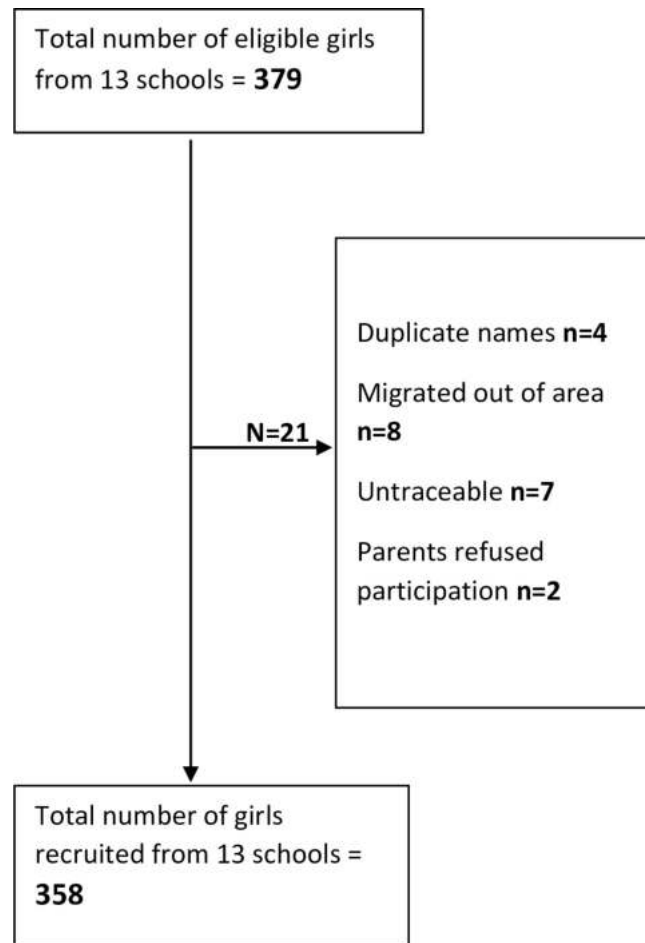 Total number of eligible girls
from 13 schools = 379
Duplicate names n=4
Migrated out of area
n=8
N=21
Untraceable n=7
Parents refused
participation n=2
Total number of girls
recruited from 13 schools =
358